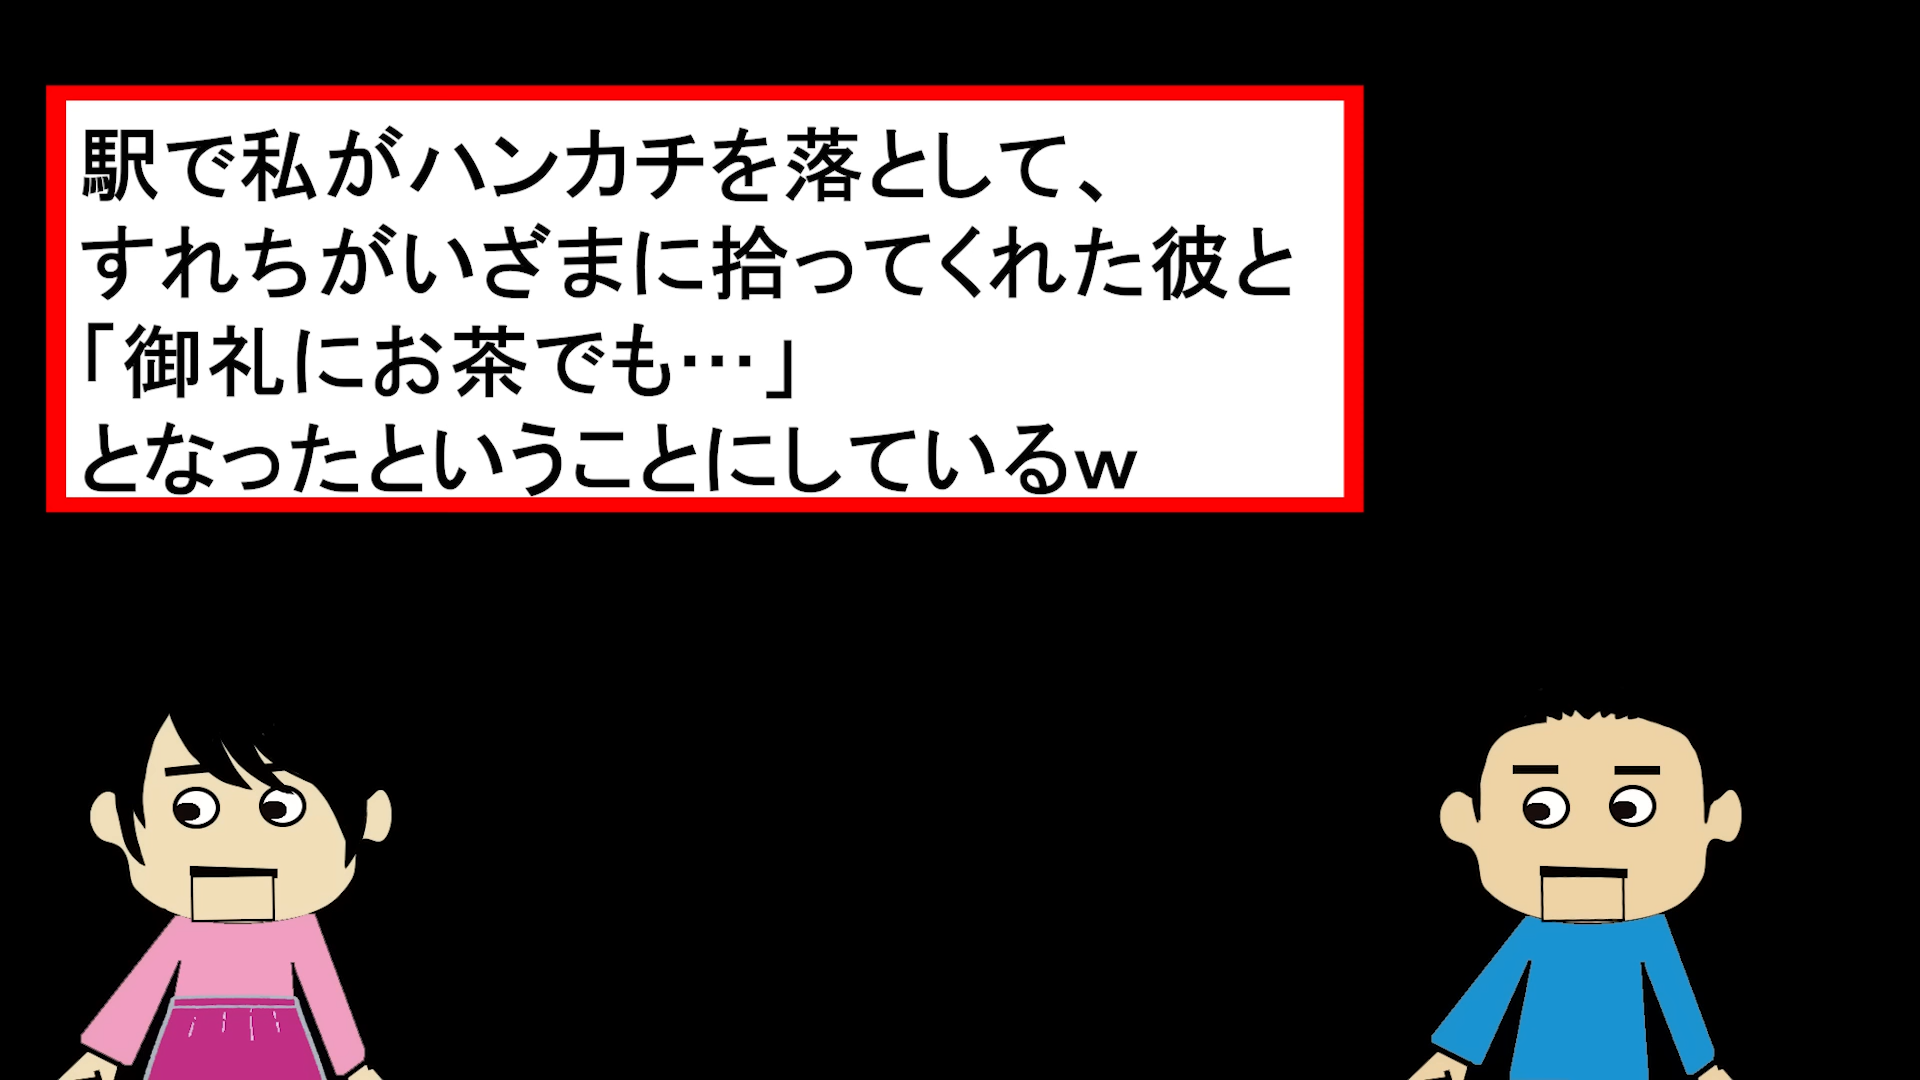 駅で私がハンカチを落として、
すれちがいざまに拾ってくれた彼と
「御礼にお茶でも…」
となったということにしているｗ